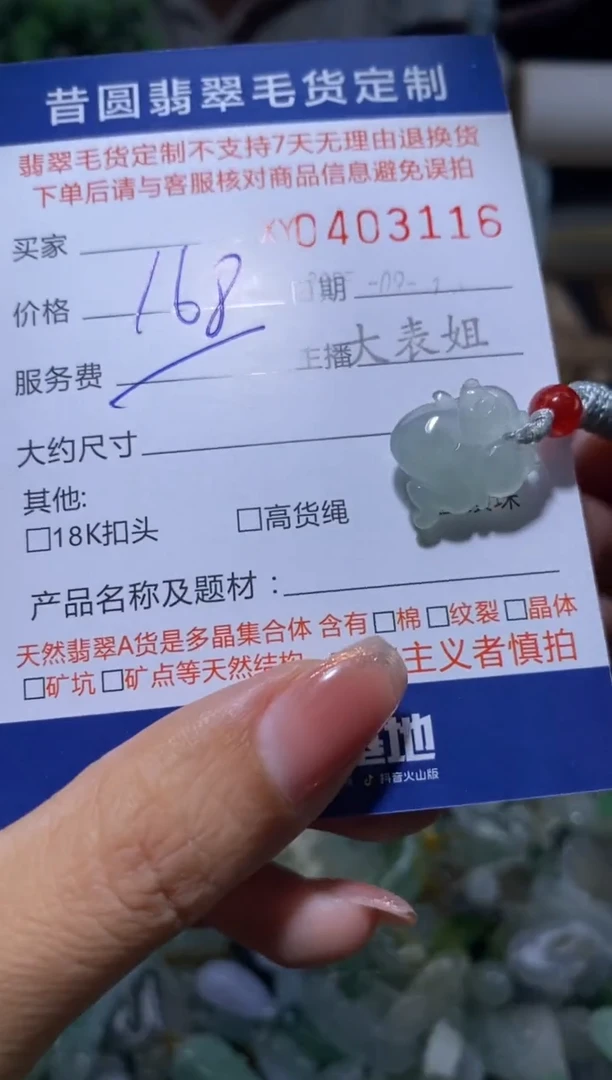 昔圆翡翠毛货定制
翡翠毛货定制不支持7天无理由退换货
下单后请与客服核对商品信息避免误拍
买家
XY0403116
价格 168 日期
服务费 主播 大表姐
大约尺寸
其他:
□18K扣头 □高货绳
产品名称及题材：
天然翡翠A货是多晶集合体 含有□棉 □纹裂 □晶体
□矿坑 □矿点等天然结构 主义者慎拍
基地
抖音火山版